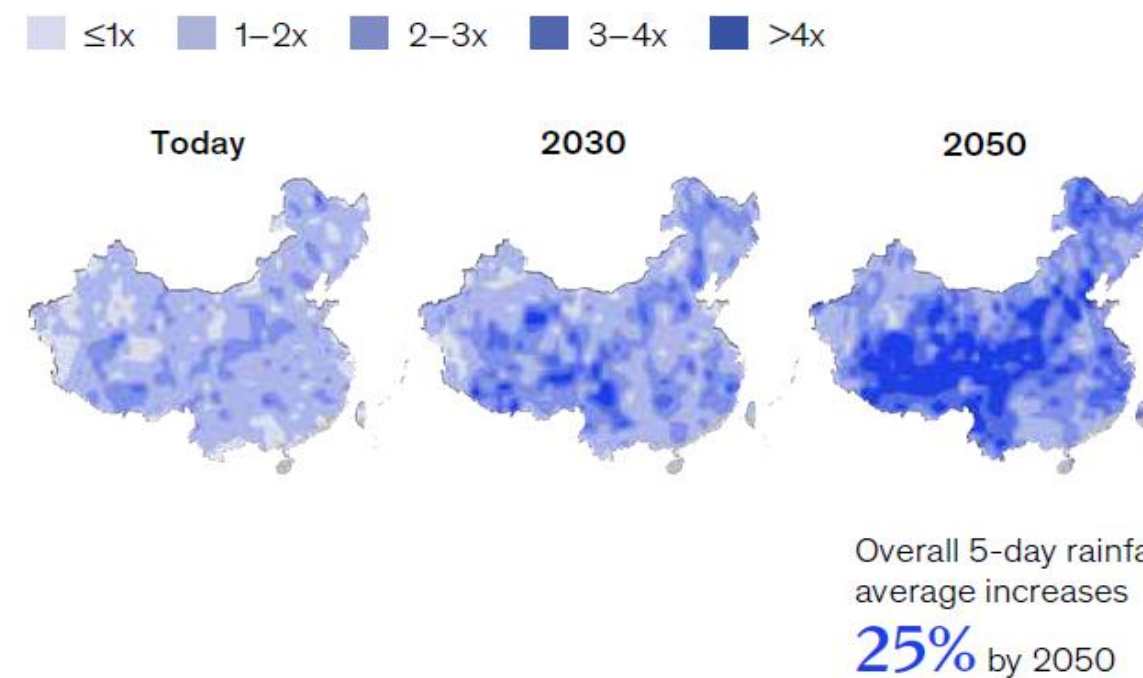 ≤1x 1–2x 2–3x 3–4x >4x
Today 2030 2050
Overall 5-day rainfa
average increases
25% by 2050